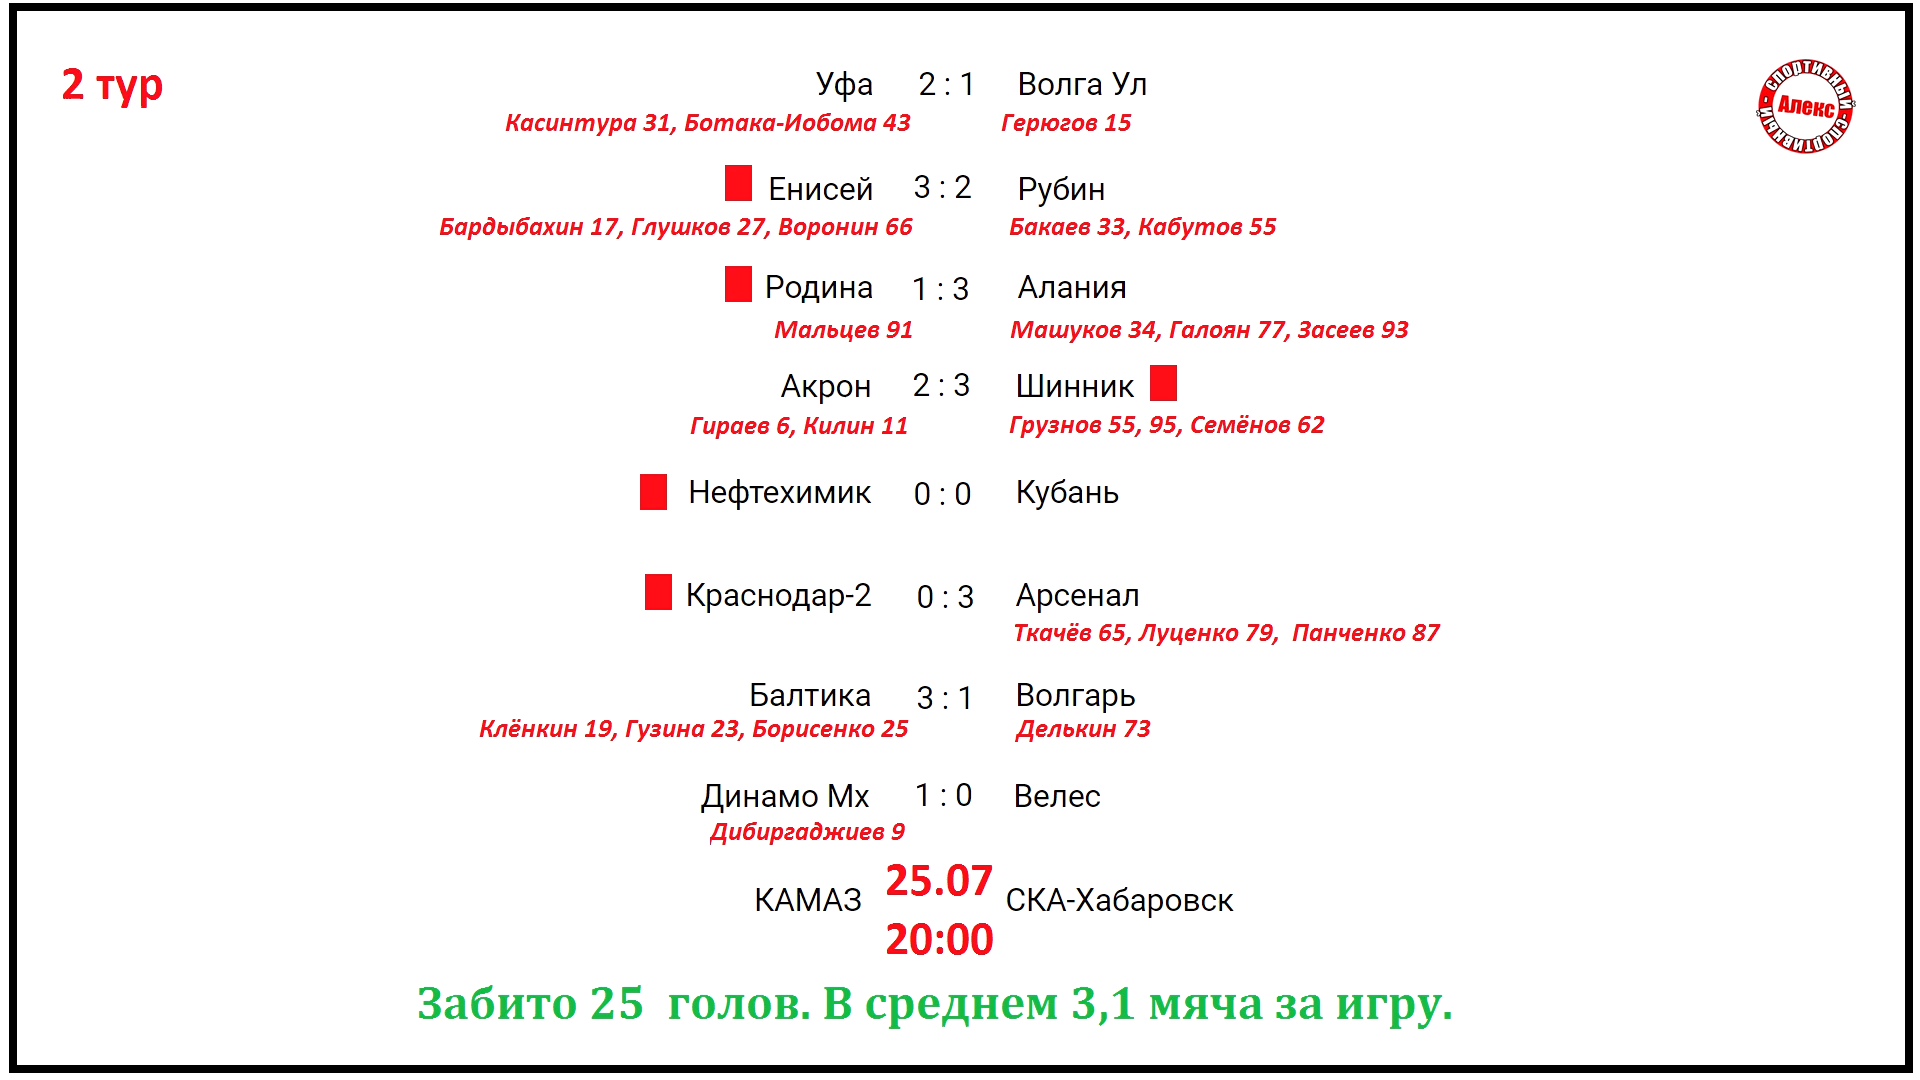 2 тур
СПОРТИВНЫЙ - СПОРТИВНЫЙ -
Алекс
Уфа 2 : 1 Волга Ул
Касинтура 31, Ботака-Иобома 43 Герюгов 15
Енисей 3 : 2 Рубин
Бардыбахин 17, Глушков 27, Воронин 66 Бакаев 33, Кабутов 55
Родина 1 : 3 Алания
Мальцев 91 Машуков 34, Галоян 77, Засеев 93
Акрон 2 : 3 Шинник
Гираев 6, Килин 11 Грузнов 55, 95, Семёнов 62
Нефтехимик 0 : 0 Кубань
Краснодар-2 0 : 3 Арсенал
Ткачёв 65, Луценко 79, Панченко 87
Балтика 3 : 1 Волгарь
Клёнкин 19, Гузина 23, Борисенко 25 Делькин 73
Динамо Мх 1 : 0 Велес
Дибиргаджиев 9
25.07
КАМАЗ СКА-Хабаровск
20:00
Забито 25 голов. В среднем 3,1 мяча за игру.